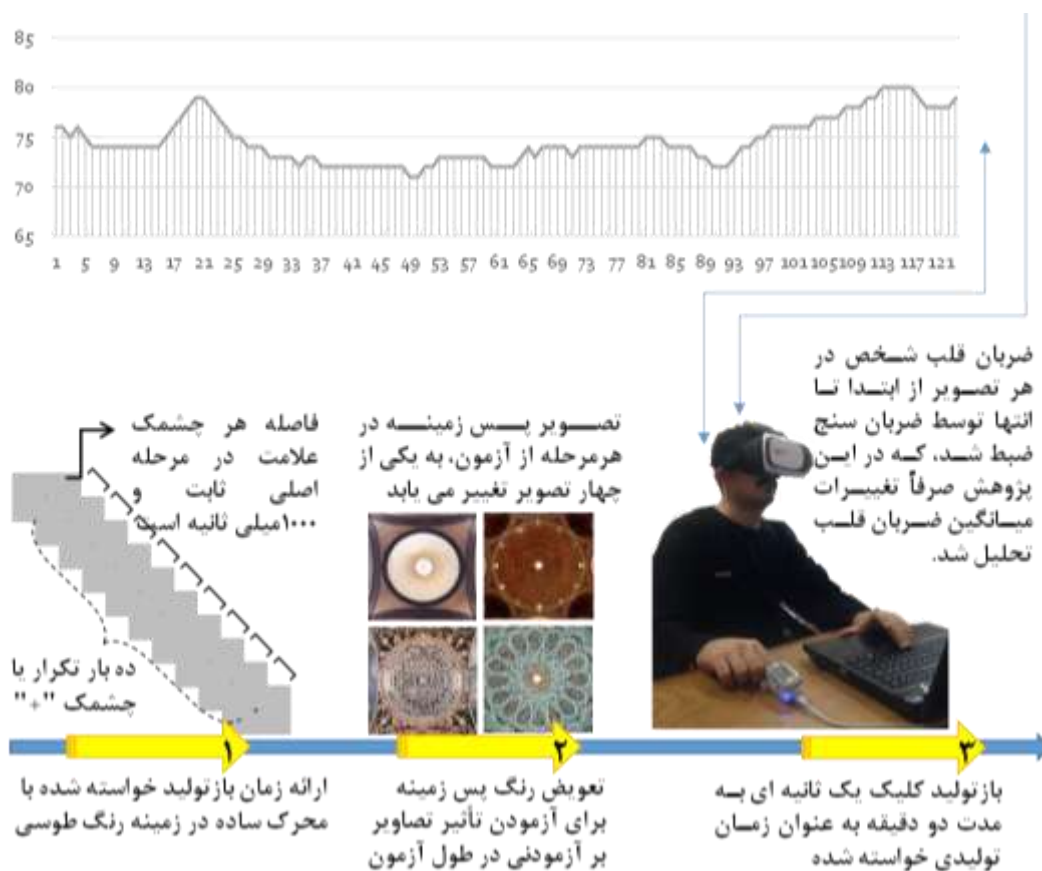 85
80
75
70
65
1 5 9 13 17 21 25 29 33 37 41 45 49 53 57 61 65 69 73 77 81 85 89 93 97 101 105 109 113 117 121
ضربان قلب شخص در
هر تصویر از ابتدا تا
انتها توسط ضربان سنج
ضبط شد، که در این
پژوهش صرفاً تغییرات
میانگین ضربان قلب
تحلیل شد.
تصویر پس زمینه در
هرمرحله از آزمون، به یکی از
چهار تصویر تغییر می یابد
فاصله هر چشمک
علامت در مرحله
اصلی ثابت و
۱۰۰۰میلی ثانیه است
ده بار تکرار یا
چشمک "+"
۱
۲
۳
ارائه زمان بازتولید خواسته شده با
محرک ساده در زمینه رنگ طوسی
تعویض رنگ پس زمینه
برای آزمودن تأثیر تصاویر
بر آزمودنی در طول آزمون
بازتولید کلیک یک ثانیه ای به
مدت دو دقیقه به عنوان زمان
تولیدی خواسته شده